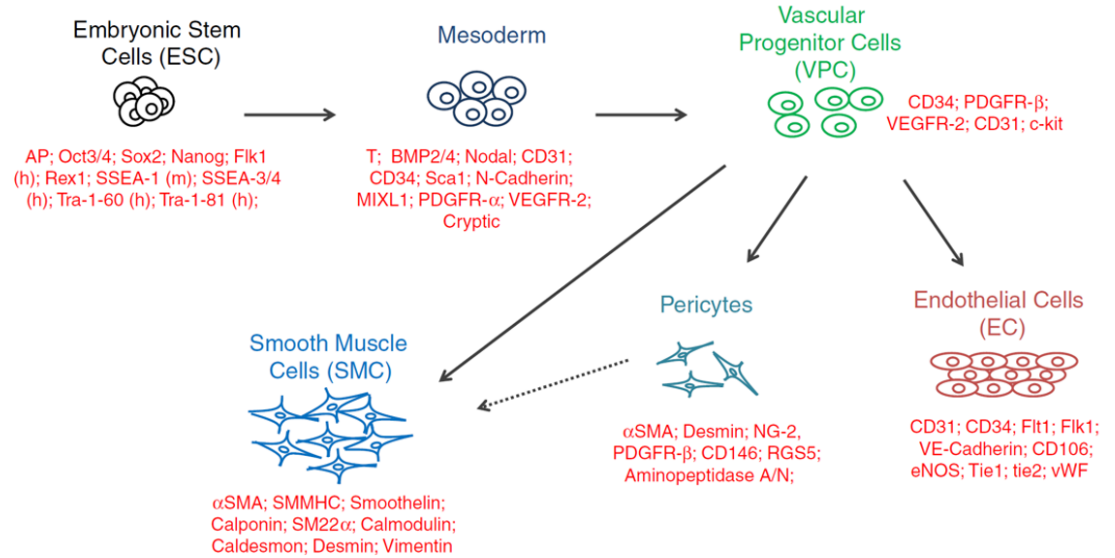 Embryonic Stem
Cells (ESC)
AP; Oct3/4; Sox2; Nanog; Flk1
(h); Rex1; SSEA-1 (m); SSEA-3/4
(h); Tra-1-60 (h); Tra-1-81 (h);
Mesoderm
T; BMP2/4; Nodal; CD31;
CD34; Sca1; N-Cadherin;
MIXL1; PDGFR-α; VEGFR-2;
Cryptic
Vascular
Progenitor Cells
(VPC)
CD34; PDGFR-β;
VEGFR-2; CD31; c-kit
Smooth Muscle
Cells (SMC)
αSMA; SMMHC; Smoothelin;
Calponin; SM22α; Calmodulin;
Caldesmon; Desmin; Vimentin
Pericytes
αSMA; Desmin; NG-2,
PDGFR-β; CD146; RGS5;
Aminopeptidase A/N;
Endothelial Cells
(EC)
CD31; CD34; Flt1; Flk1;
VE-Cadherin; CD106;
eNOS; Tie1; tie2; vWF